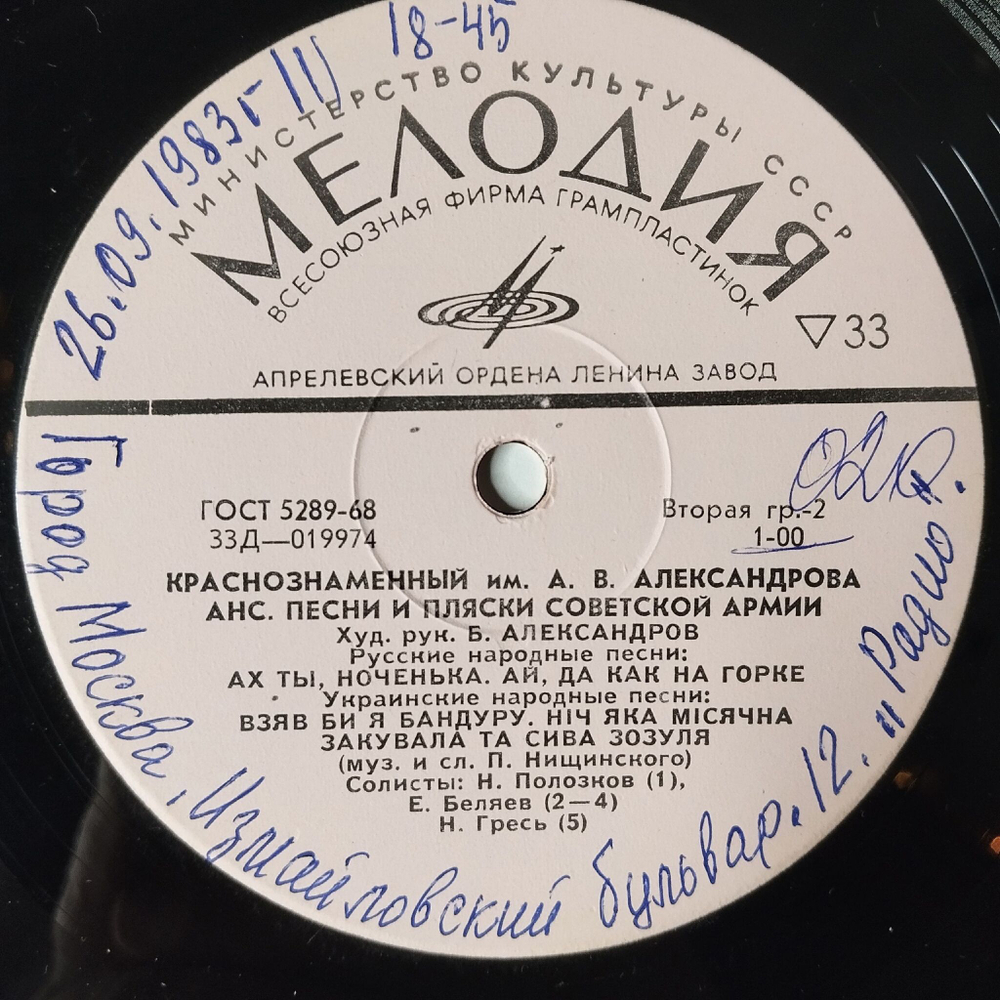 26.09.1983г 18-45
МИНИСТЕРСТВО КУЛЬТУРЫ СССР
МЕЛОДИЯ
ВСЕСОЮЗНАЯ ФИРМА ГРАМПЛАСТИНОК
▽33
АПРЕЛЕВСКИЙ ОРДЕНА ЛЕНИНА ЗАВОД
ГОСТ 5289-68
33Д—019974
Вторая гр.-2
1-00
КРАСНОЗНАМЕННЫЙ им. А. В. АЛЕКСАНДРОВА
АНС. ПЕСНИ И ПЛЯСКИ СОВЕТСКОЙ АРМИИ
Худ. рук. Б. АЛЕКСАНДРОВ
Русские народные песни:
АХ ТЫ, НОЧЕНЬКА. АЙ, ДА КАК НА ГОРКЕ
Украинские народные песни:
ВЗЯВ БИ Я БАНДУРУ. НІЧ ЯКА МІСЯЧНА
ЗАКУВАЛА ТА СИВА ЗОЗУЛЯ
(муз. и сл. П. Нищинского)
Солисты: Н. Полозков (1),
Е. Беляев (2—4)
Н. Гресь (5)
Город Москва, Измайловский бульвар. 12. "Радио".